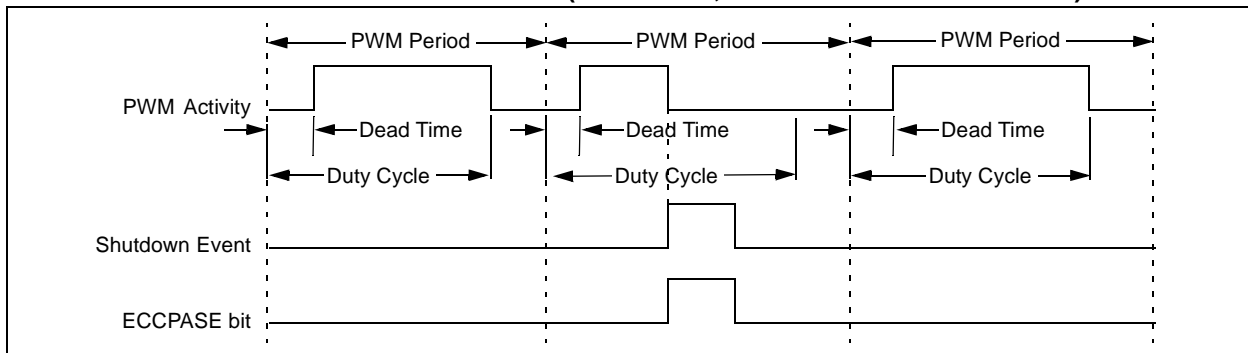 PWM Period PWM Period PWM Period
PWM Activity
Dead Time Dead Time Dead Time
Duty Cycle Duty Cycle Duty Cycle
Shutdown Event
ECCPASE bit